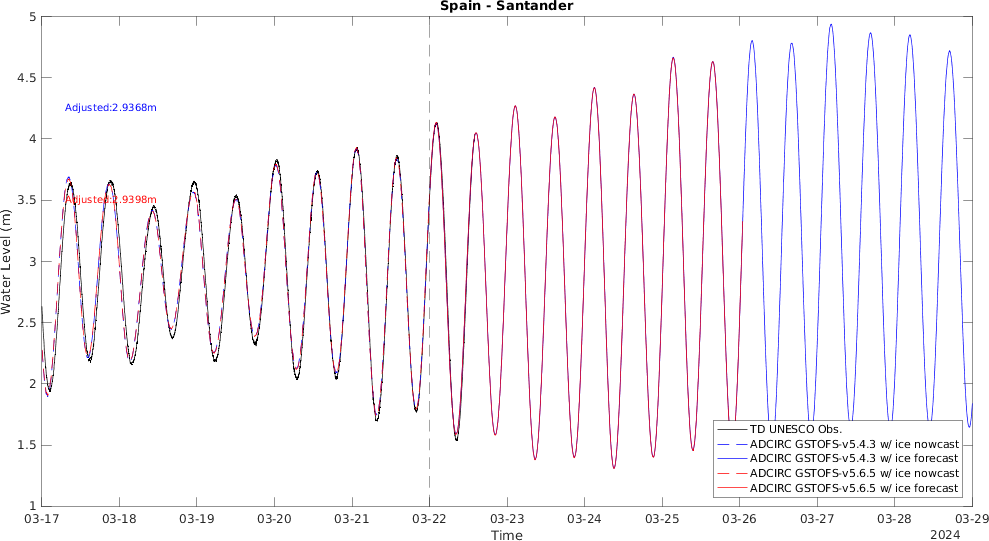 Spain - Santander
5
4.5
4
3.5
3
2.5
2
1.5
1
Water Level (m)
Adjusted:2.9368m
Adjusted:2.9398m
TD UNESCO Obs.
ADCIRC GSTOFS-v5.4.3 w/ ice nowcast
ADCIRC GSTOFS-v5.4.3 w/ ice forecast
ADCIRC GSTOFS-v5.6.5 w/ ice nowcast
ADCIRC GSTOFS-v5.6.5 w/ ice forecast
03-17 03-18 03-19 03-20 03-21 03-22 03-23 03-24 03-25 03-26 03-27 03-28 03-29
Time
2024